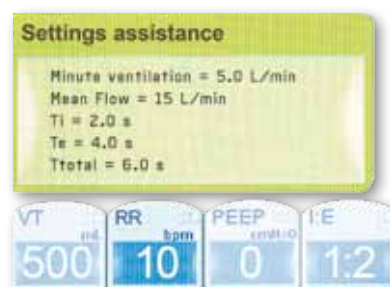 Settings assistance
Minute ventilation = 5.0 L/min
Mean Flow = 15 L/min
Ti = 2.0 s
Te = 4.0 s
Ttotal = 6.0 s
VT RR PEEP I:E
mL bpm cmH2O
500 10 0 1:2